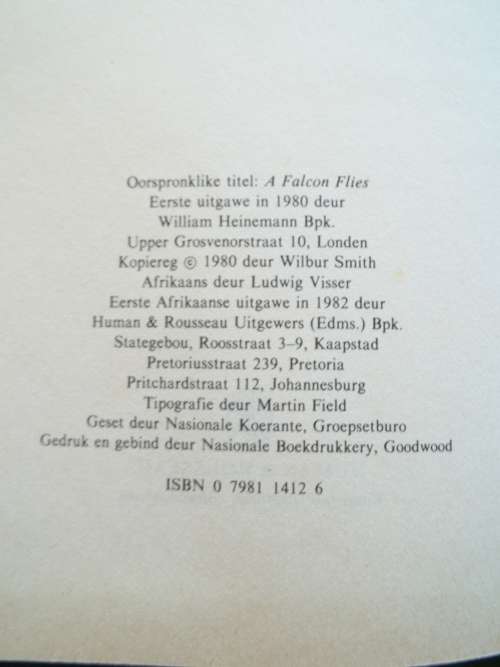 Oorspronklike titel: A Falcon Flies
Eerste uitgawe in 1980 deur
William Heinemann Bpk.
Upper Grosvenorstraat 10, Londen
Kopiereg © 1980 deur Wilbur Smith
Afrikaans deur Ludwig Visser
Eerste Afrikaanse uitgawe in 1982 deur
Human & Rousseau Uitgewers (Edms.) Bpk.
Stategebou, Roosstraat 3–9, Kaapstad
Pretoriusstraat 239, Pretoria
Pritchardstraat 112, Johannesburg
Tipografie deur Martin Field
Geset deur Nasionale Koerante, Groepsetburo
Gedruk en gebind deur Nasionale Boekdrukkery, Goodwood
ISBN 0 7981 1412 6